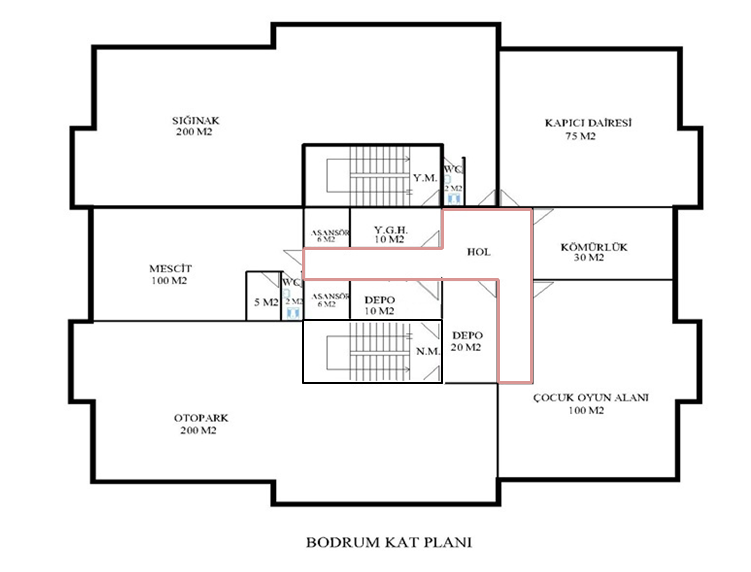 SIĞINAK
200 M2
KAPICI DAİRESİ
75 M2
Y.M.
WC
2 M2
ASANSÖR
6 M2
Y.G.H.
10 M2
HOL
KÖMÜRLÜK
30 M2
MESCİT
100 M2
5 M2
WC
2 M2
ASANSÖR
6 M2
DEPO
10 M2
DEPO
20 M2
N.M.
ÇOCUK OYUN ALANI
100 M2
OTOPARK
200 M2
BODRUM KAT PLANI